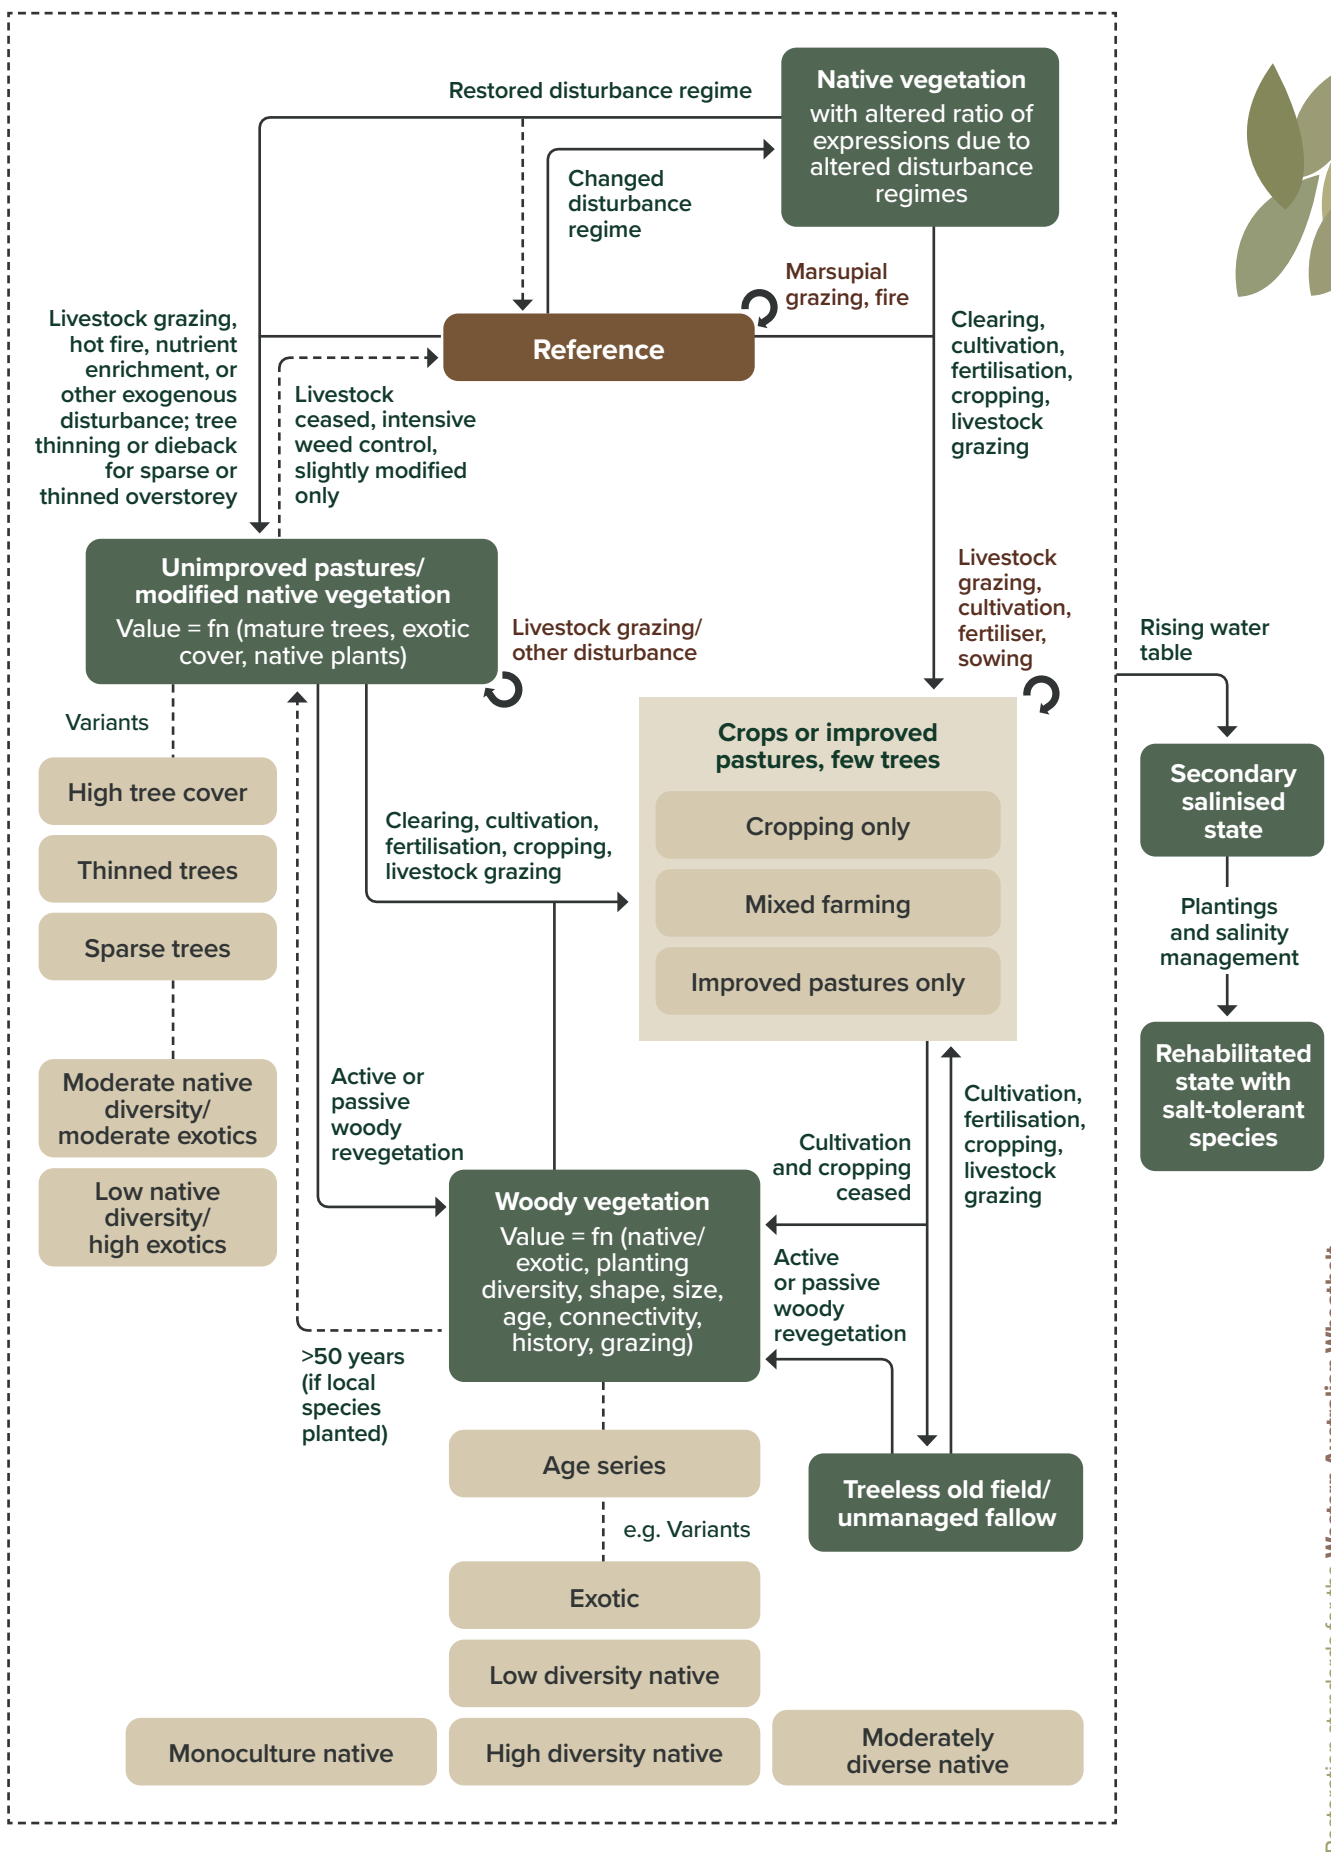 Native vegetation
with altered ratio of
expressions due to
altered disturbance
regimes
Restored disturbance regime
Changed
disturbance
regime
Marsupial
grazing, fire
Reference
Livestock grazing,
hot fire, nutrient
enrichment, or
other exogenous
disturbance; tree
thinning or dieback
for sparse or
thinned overstorey
Livestock
ceased, intensive
weed control,
slightly modified
only
Clearing,
cultivation,
fertilisation,
cropping,
livestock
grazing
Unimproved pastures/
modified native vegetation
Value = fn (mature trees, exotic
cover, native plants)
Livestock grazing/
other disturbance
Livestock
grazing,
cultivation,
fertiliser,
sowing
Rising water
table
Variants
High tree cover
Thinned trees
Sparse trees
Moderate native
diversity/
moderate exotics
Low native
diversity/
high exotics
Clearing, cultivation,
fertilisation, cropping,
livestock grazing
Crops or improved
pastures, few trees
Cropping only
Mixed farming
Improved pastures only
Secondary
salinised
state
Plantings
and salinity
management
Rehabilitated
state with
salt-tolerant
species
Active or
passive
woody
revegetation
Cultivation
and cropping
ceased
Cultivation,
fertilisation,
cropping,
livestock
grazing
Woody vegetation
Value = fn (native/
exotic, planting
diversity, shape, size,
age, connectivity,
history, grazing)
Active
or passive
woody
revegetation
>50 years
(if local
species
planted)
Treeless old field/
unmanaged fallow
Age series
e.g. Variants
Exotic
Low diversity native
Monoculture native
High diversity native
Moderately
diverse native